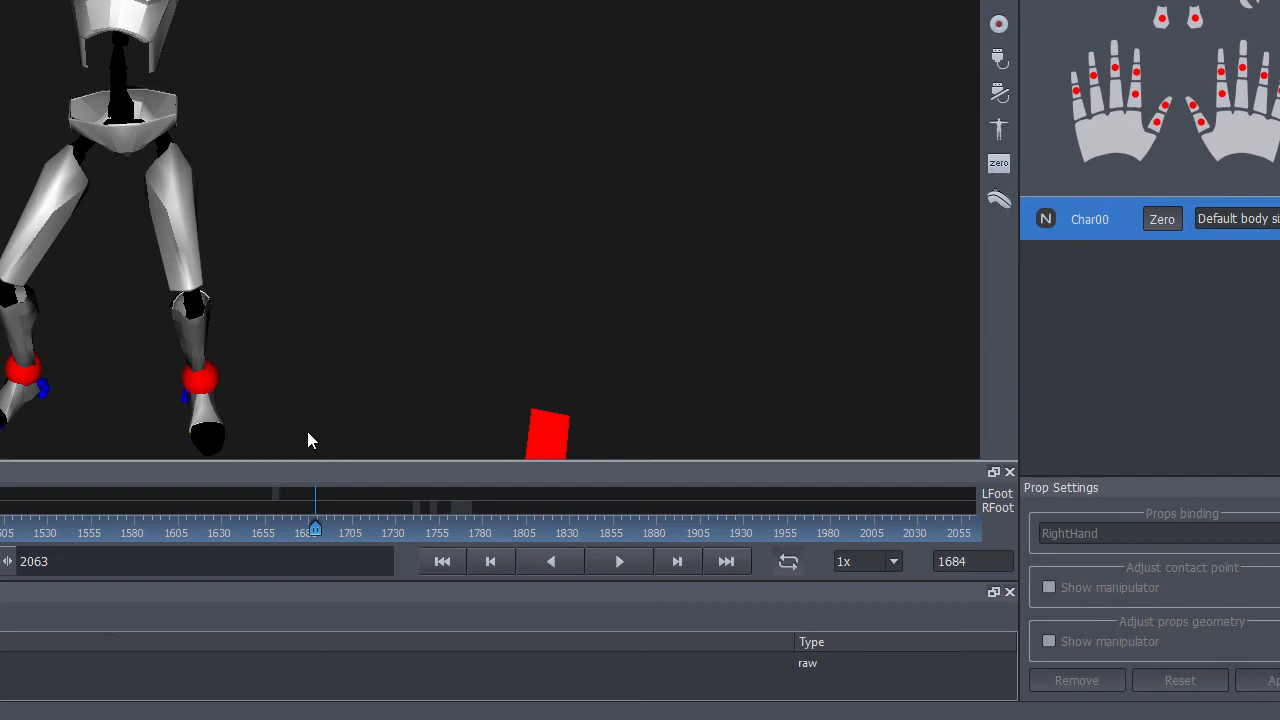 zero
N Char00 Zero Default body si
LFoot
RFoot
1530 1555 1580 1605 1630 1655 1705 1730 1755 1780 1805 1830 1855 1880 1905 1930 1955 1980 2005 2030 2055
2063 1x 1684
Type
raw
Prop Settings
Props binding
RightHand
Adjust contact point
Show manipulator
Adjust props geometry
Show manipulator
Remove Reset Ap